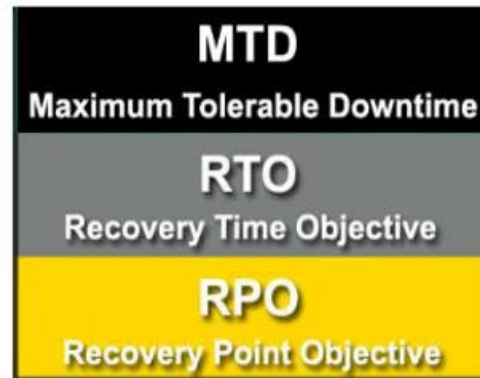 MTD
Maximum Tolerable Downtime
RTO
Recovery Time Objective
RPO
Recovery Point Objective